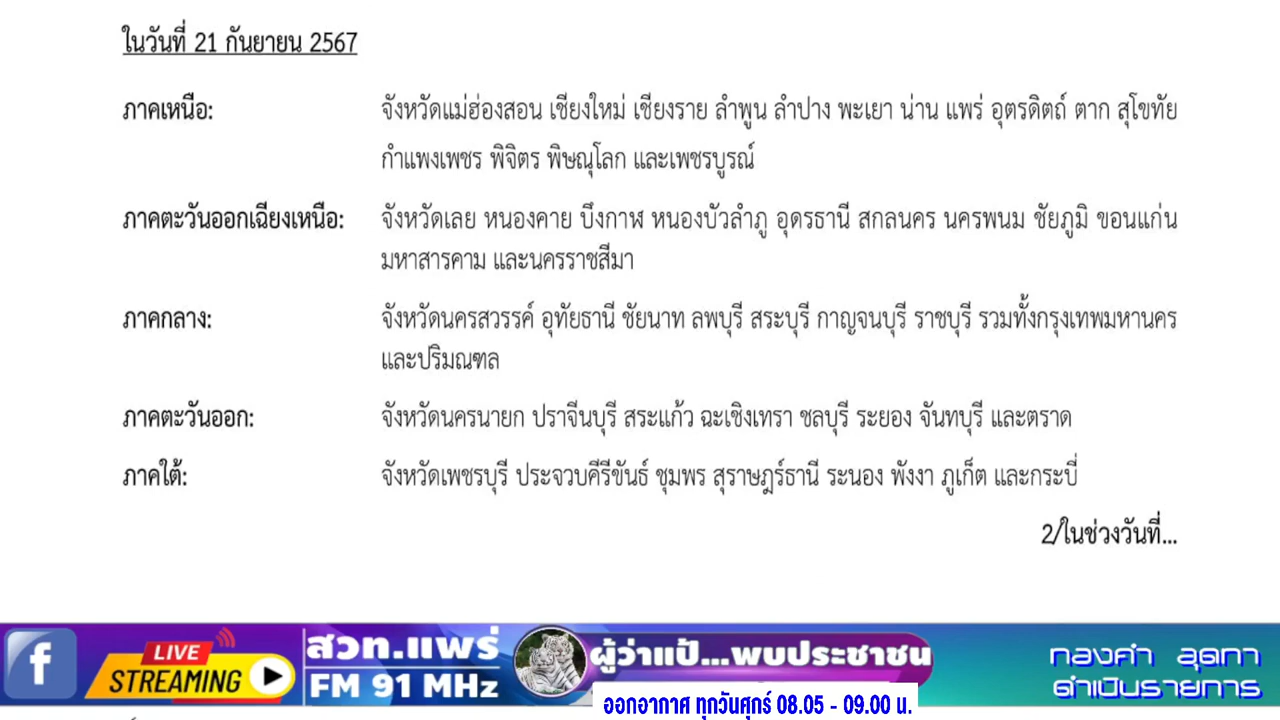 ในวันที่ 21 กันยายน 2567
ภาคเหนือ: จังหวัดแม่ฮ่องสอน เชียงใหม่ เชียงราย ลำพูน ลำปาง พะเยา น่าน แพร่ อุตรดิตถ์ ตาก สุโขทัย
กำแพงเพชร พิจิตร พิษณุโลก และเพชรบูรณ์
ภาคตะวันออกเฉียงเหนือ: จังหวัดเลย หนองคาย บึงกาฬ หนองบัวลำภู อุดรธานี สกลนคร นครพนม ชัยภูมิ ขอนแก่น
มหาสารคาม และนครราชสีมา
ภาคกลาง: จังหวัดนครสวรรค์ อุทัยธานี ชัยนาท ลพบุรี สระบุรี กาญจนบุรี ราชบุรี รวมทั้งกรุงเทพมหานคร
และปริมณฑล
ภาคตะวันออก: จังหวัดนครนายก ปราจีนบุรี สระแก้ว ฉะเชิงเทรา ชลบุรี ระยอง จันทบุรี และตราด
ภาคใต้: จังหวัดเพชรบุรี ประจวบคีรีขันธ์ ชุมพร สุราษฎร์ธานี ระนอง พังงา ภูเก็ต และกระบี่
2/ในช่วงวันที่...
f
LIVE
STREAMING
สวท.แพร่
FM 91 MHz
ผู้ว่าแป้...พบประชาชน
ออกอากาศ ทุกวันศุกร์ 08.05 - 09.00 น.
ทองคำ สุดทา
ดำเนินรายการ